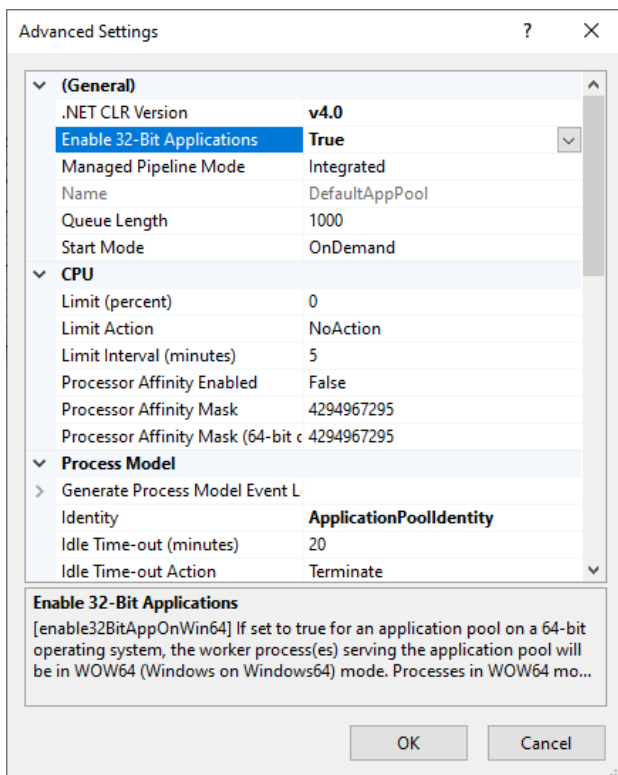 Advanced Settings ?
(General)
.NET CLR Version v4.0
Enable 32-Bit Applications True
Managed Pipeline Mode Integrated
Name DefaultAppPool
Queue Length 1000
Start Mode OnDemand
CPU
Limit (percent) 0
Limit Action NoAction
Limit Interval (minutes) 5
Processor Affinity Enabled False
Processor Affinity Mask 4294967295
Processor Affinity Mask (64-bit c 4294967295
Process Model
Generate Process Model Event L
Identity ApplicationPoolIdentity
Idle Time-out (minutes) 20
Idle Time-out Action Terminate
Enable 32-Bit Applications
[enable32BitAppOnWin64] If set to true for an application pool on a 64-bit
operating system, the worker process(es) serving the application pool will
be in WOW64 (Windows on Windows64) mode. Processes in WOW64 mo...
OK Cancel